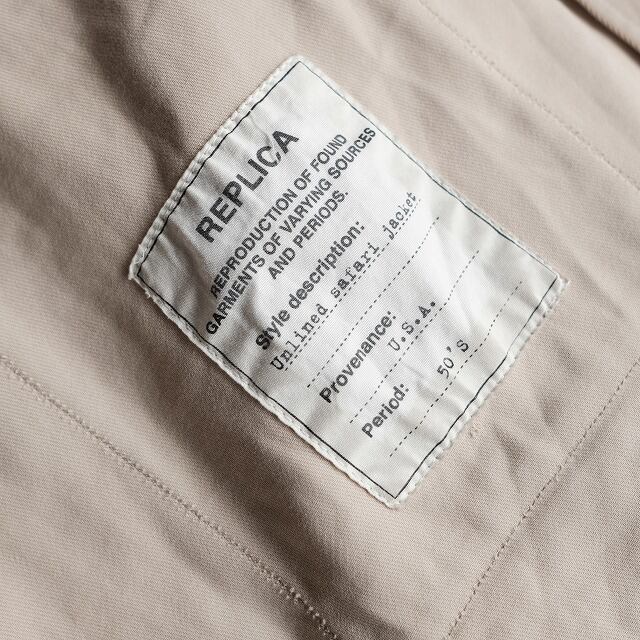 REPLICA
REPRODUCTION OF FOUND
GARMENTS OF VARYING SOURCES
AND PERIODS.
Style description:
Unlined safari jacket
Provenance:
U.S.A.
Period:
50'S